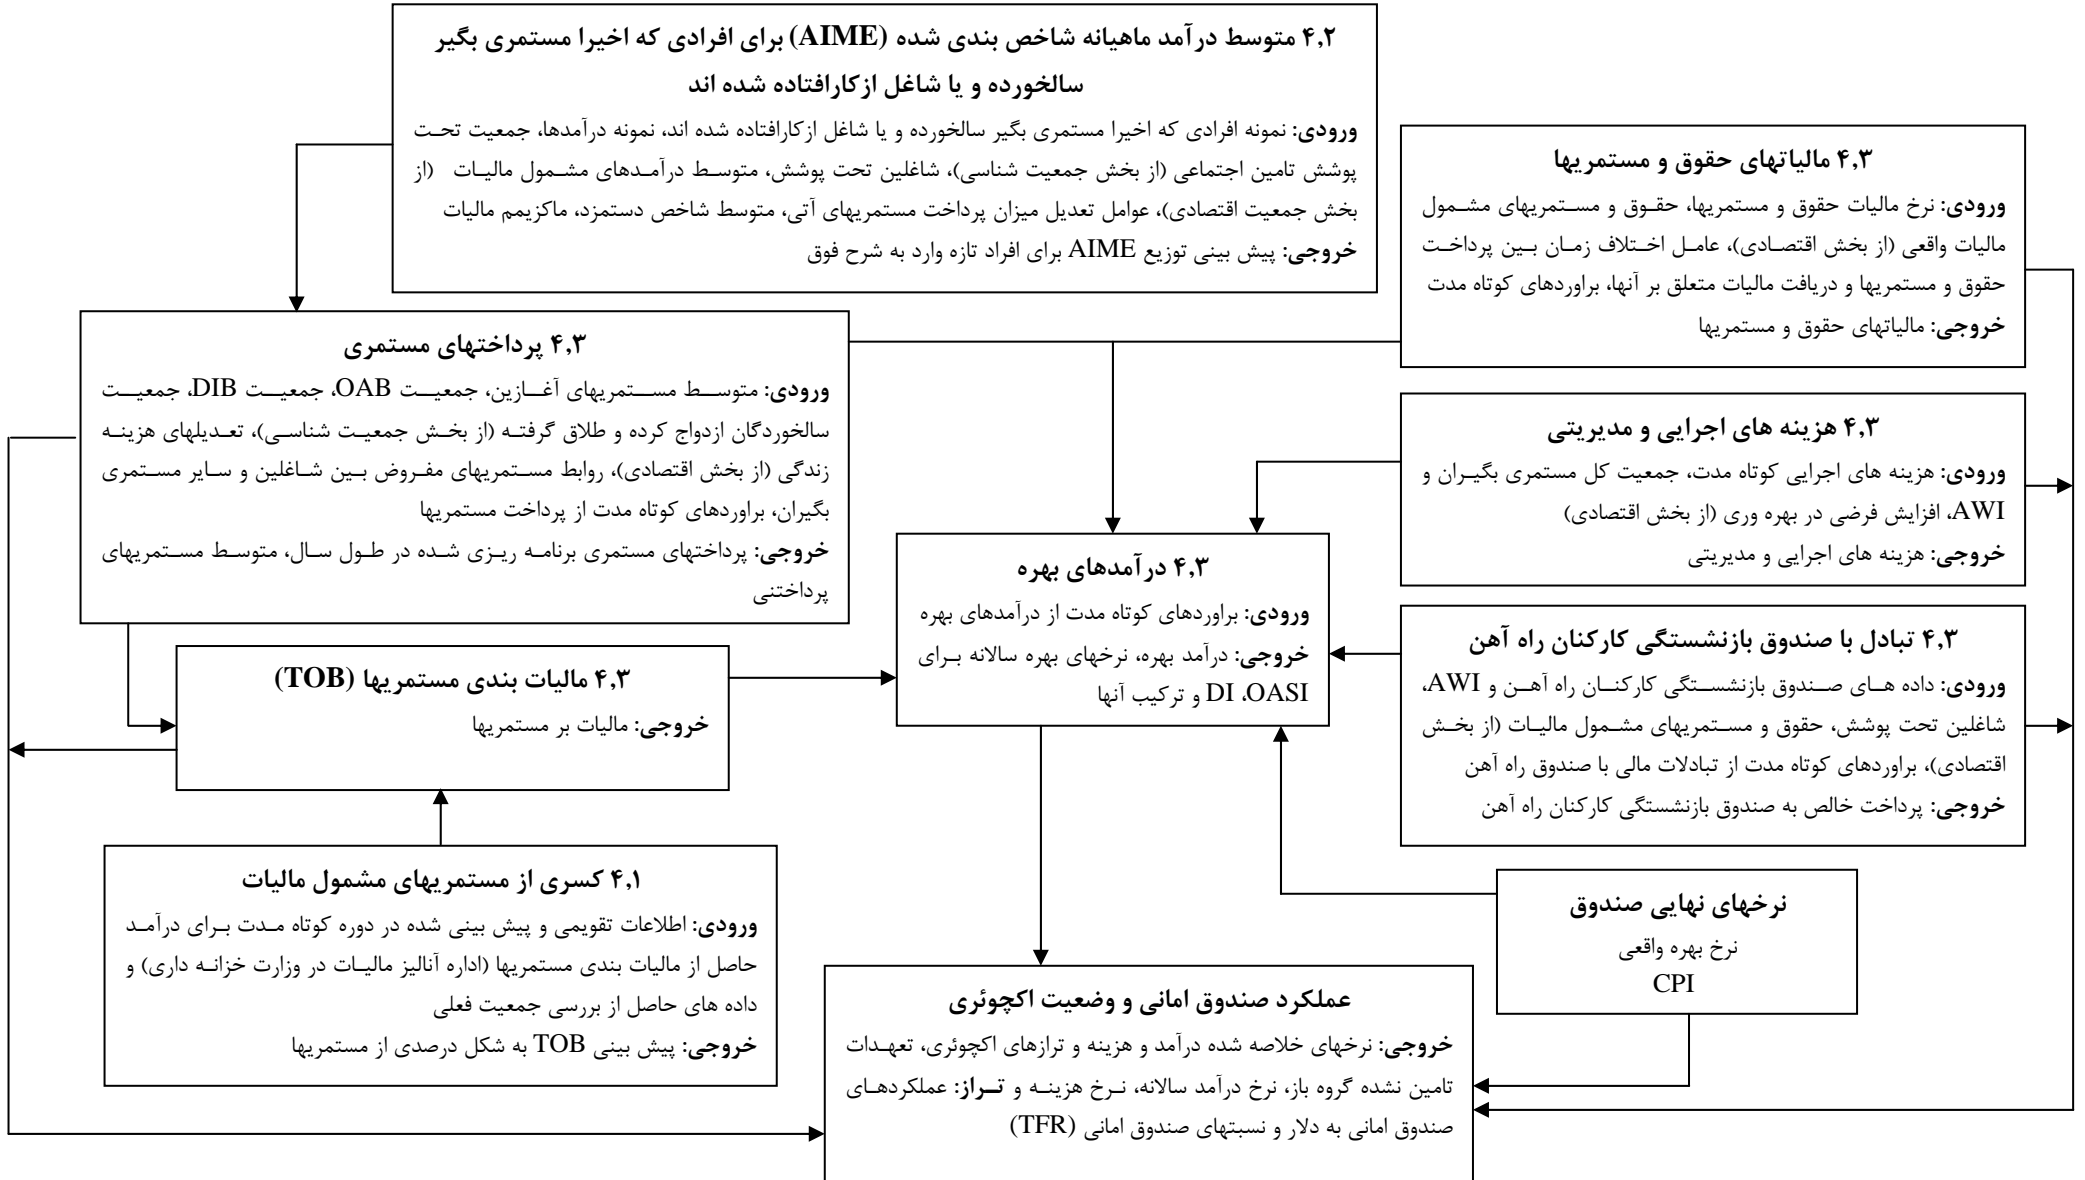 ۴,۲ متوسط درآمد ماهیانه شاخص بندی شده (AIME) برای افرادی که اخیرا مستمری بگیر
سالخورده و یا شاغل ازکارافتاده شده اند
ورودی: نمونه افرادی که اخیرا مستمری بگیر سالخورده و یا شاغل ازکارافتاده شده اند، نمونه درآمدها، جمعیت تحت
پوشش تامین اجتماعی (از بخش جمعیت شناسی)، شاغلین تحت پوشش، متوسط درآمدهای مشمول مالیات (از
بخش جمعیت اقتصادی)، عوامل تعدیل میزان پرداخت مستمریهای آتی، متوسط شاخص دستمزد، ماکزیمم مالیات
خروجی: پیش بینی توزیع AIME برای افراد تازه وارد به شرح فوق
۴,۳ مالیاتهای حقوق و مستمریها
ورودی: نرخ مالیات حقوق و مستمریها، حقوق و مستمریهای مشمول
مالیات واقعی (از بخش اقتصادی)، عامل اختلاف زمان بین پرداخت
حقوق و مستمریها و دریافت مالیات متعلق بر آنها، براوردهای کوتاه مدت
خروجی: مالیاتهای حقوق و مستمریها
۴,۳ پرداختهای مستمری
ورودی: متوسط مستمریهای آغازین، جمعیت OAB، جمعیت DIB، جمعیت
سالخوردگان ازدواج کرده و طلاق گرفته (از بخش جمعیت شناسی)، تعدیلهای هزینه
زندگی (از بخش اقتصادی)، روابط مستمریهای مفروض بین شاغلین و سایر مستمری
بگیران، براوردهای کوتاه مدت از پرداخت مستمریها
خروجی: پرداختهای مستمری برنامه ریزی شده در طول سال، متوسط مستمریهای
پرداختنی
۴,۳ هزینه های اجرایی و مدیریتی
ورودی: هزینه های اجرایی کوتاه مدت، جمعیت کل مستمری بگیران و
AWI، افزایش فرضی در بهره وری (از بخش اقتصادی)
خروجی: هزینه های اجرایی و مدیریتی
۴,۳ درآمدهای بهره
ورودی: براوردهای کوتاه مدت از درآمدهای بهره
خروجی: درآمد بهره، نرخهای بهره سالانه برای
OASI، DI و ترکیب آنها
۴,۳ تبادل با صندوق بازنشستگی کارکنان راه آهن
ورودی: داده های صندوق بازنشستگی کارکنان راه آهن و AWI،
شاغلین تحت پوشش، حقوق و مستمریهای مشمول مالیات (از بخش
اقتصادی)، براوردهای کوتاه مدت از تبادلات مالی با صندوق راه آهن
خروجی: پرداخت خالص به صندوق بازنشستگی کارکنان راه آهن
۴,۳ مالیات بندی مستمریها (TOB)
خروجی: مالیات بر مستمریها
۴,۱ کسری از مستمریهای مشمول مالیات
ورودی: اطلاعات تقویمی و پیش بینی شده در دوره کوتاه مدت برای درآمد
حاصل از مالیات بندی مستمریها (اداره آنالیز مالیات در وزارت خزانه داری) و
داده های حاصل از بررسی جمعیت فعلی
خروجی: پیش بینی TOB به شکل درصدی از مستمریها
نرخهای نهایی صندوق
نرخ بهره واقعی
CPI
عملکرد صندوق امانی و وضعیت اکچوئری
خروجی: نرخهای خلاصه شده درآمد و هزینه و ترازهای اکچوئری، تعهدات
تامین نشده گروه باز، نرخ درآمد سالانه، نرخ هزینه و تراز: عملکردهای
صندوق امانی به دلار و نسبتهای صندوق امانی (TFR)